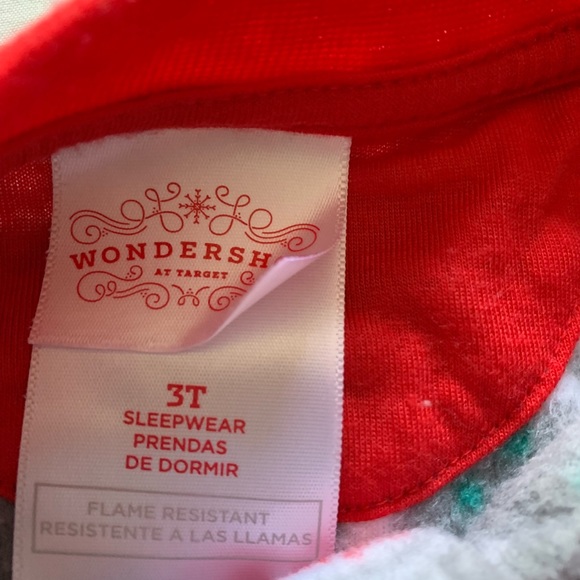 WONDERSH
AT TARGET
3T
SLEEPWEAR
PRENDAS
DE DORMIR
FLAME RESISTANT
RESISTENTE A LAS LLAMAS